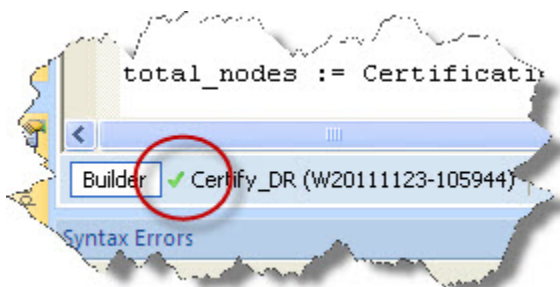 total_nodes := Certificati
Builder Certify_DR (W20111123-105944)
Syntax Errors